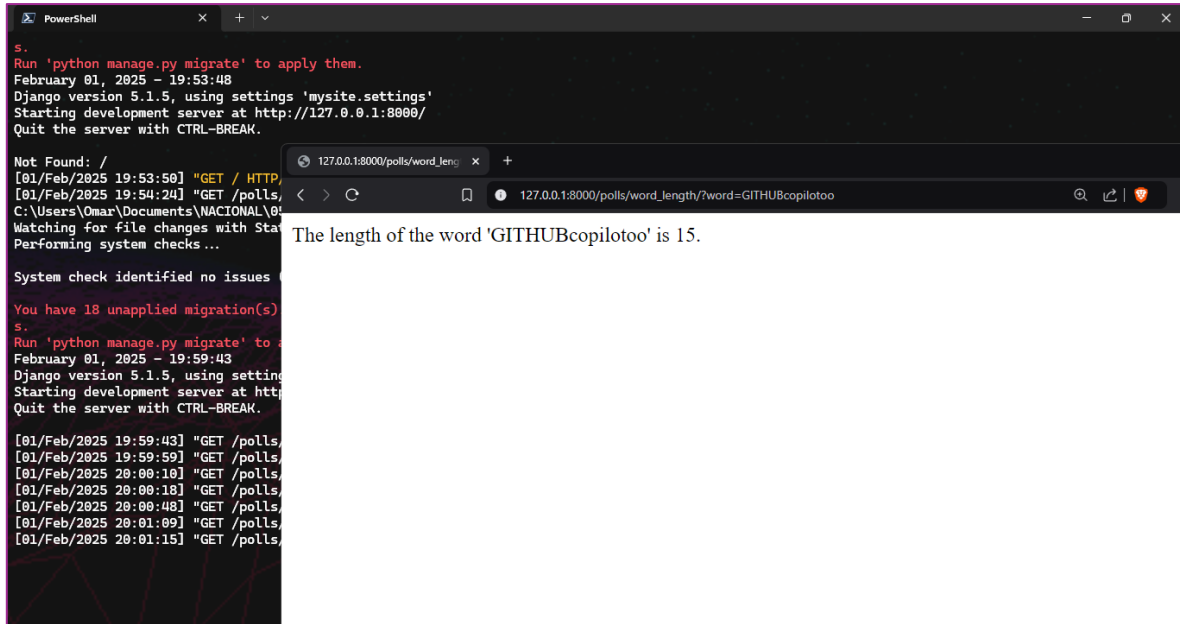 PowerShell
s.
Run 'python manage.py migrate' to apply them.
February 01, 2025 - 19:53:48
Django version 5.1.5, using settings 'mysite.settings'
Starting development server at http://127.0.0.1:8000/
Quit the server with CTRL-BREAK.
Not Found: /
[01/Feb/2025 19:53:50] "GET / HTTP/
[01/Feb/2025 19:54:24] "GET /polls/
C:\Users\Omar\Documents\NACIONAL\05
Watching for file changes with Stat
Performing system checks...
System check identified no issues (
You have 18 unapplied migration(s)
s.
Run 'python manage.py migrate' to a
February 01, 2025 - 19:59:43
Django version 5.1.5, using setting
Starting development server at http
Quit the server with CTRL-BREAK.
[01/Feb/2025 19:59:43] "GET /polls/
[01/Feb/2025 19:59:59] "GET /polls/
[01/Feb/2025 20:00:10] "GET /polls/
[01/Feb/2025 20:00:18] "GET /polls/
[01/Feb/2025 20:00:48] "GET /polls/
[01/Feb/2025 20:01:09] "GET /polls/
[01/Feb/2025 20:01:15] "GET /polls/
127.0.0.1:8000/polls/word_leng
127.0.0.1:8000/polls/word_length/?word=GITHUBcopilotoo
The length of the word 'GITHUBcopilotoo' is 15.